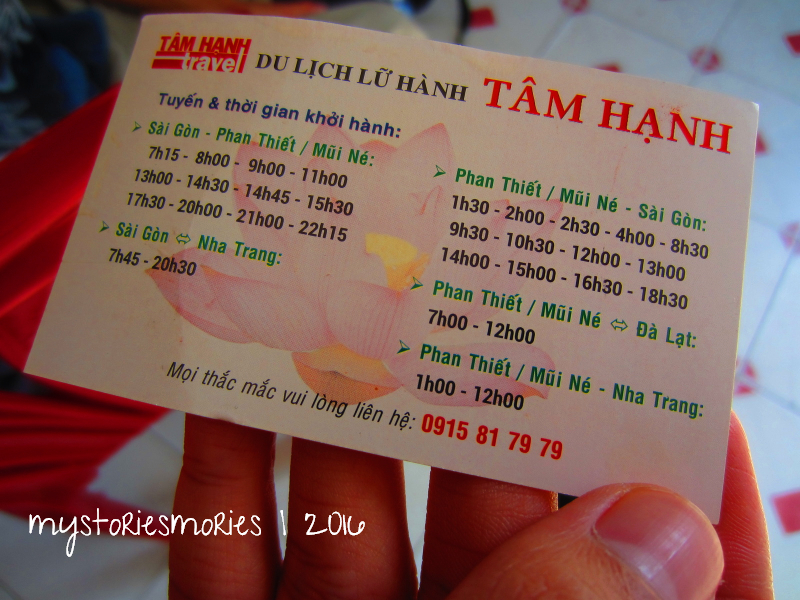 TÂM HẠNH
travel
DU LỊCH LỮ HÀNH TÂM HẠNH
Tuyến & thời gian khởi hành:
Sài Gòn - Phan Thiết / Mũi Né:
7h15 - 8h00 - 9h00 - 11h00
13h00 - 14h30 - 14h45 - 15h30
17h30 - 20h00 - 21h00 - 22h15
Sài Gòn ⇔ Nha Trang:
7h45 - 20h30
Phan Thiết / Mũi Né - Sài Gòn:
1h30 - 2h00 - 2h30 - 4h00 - 8h30
9h30 - 10h30 - 12h00 - 13h00
14h00 - 15h00 - 16h30 - 18h30
Phan Thiết / Mũi Né ⇔ Đà Lạt:
7h00 - 12h00
Phan Thiết / Mũi Né - Nha Trang:
1h00 - 12h00
Mọi thắc mắc vui lòng liên hệ: 0915 81 79 79
mystoriesmories | 2016